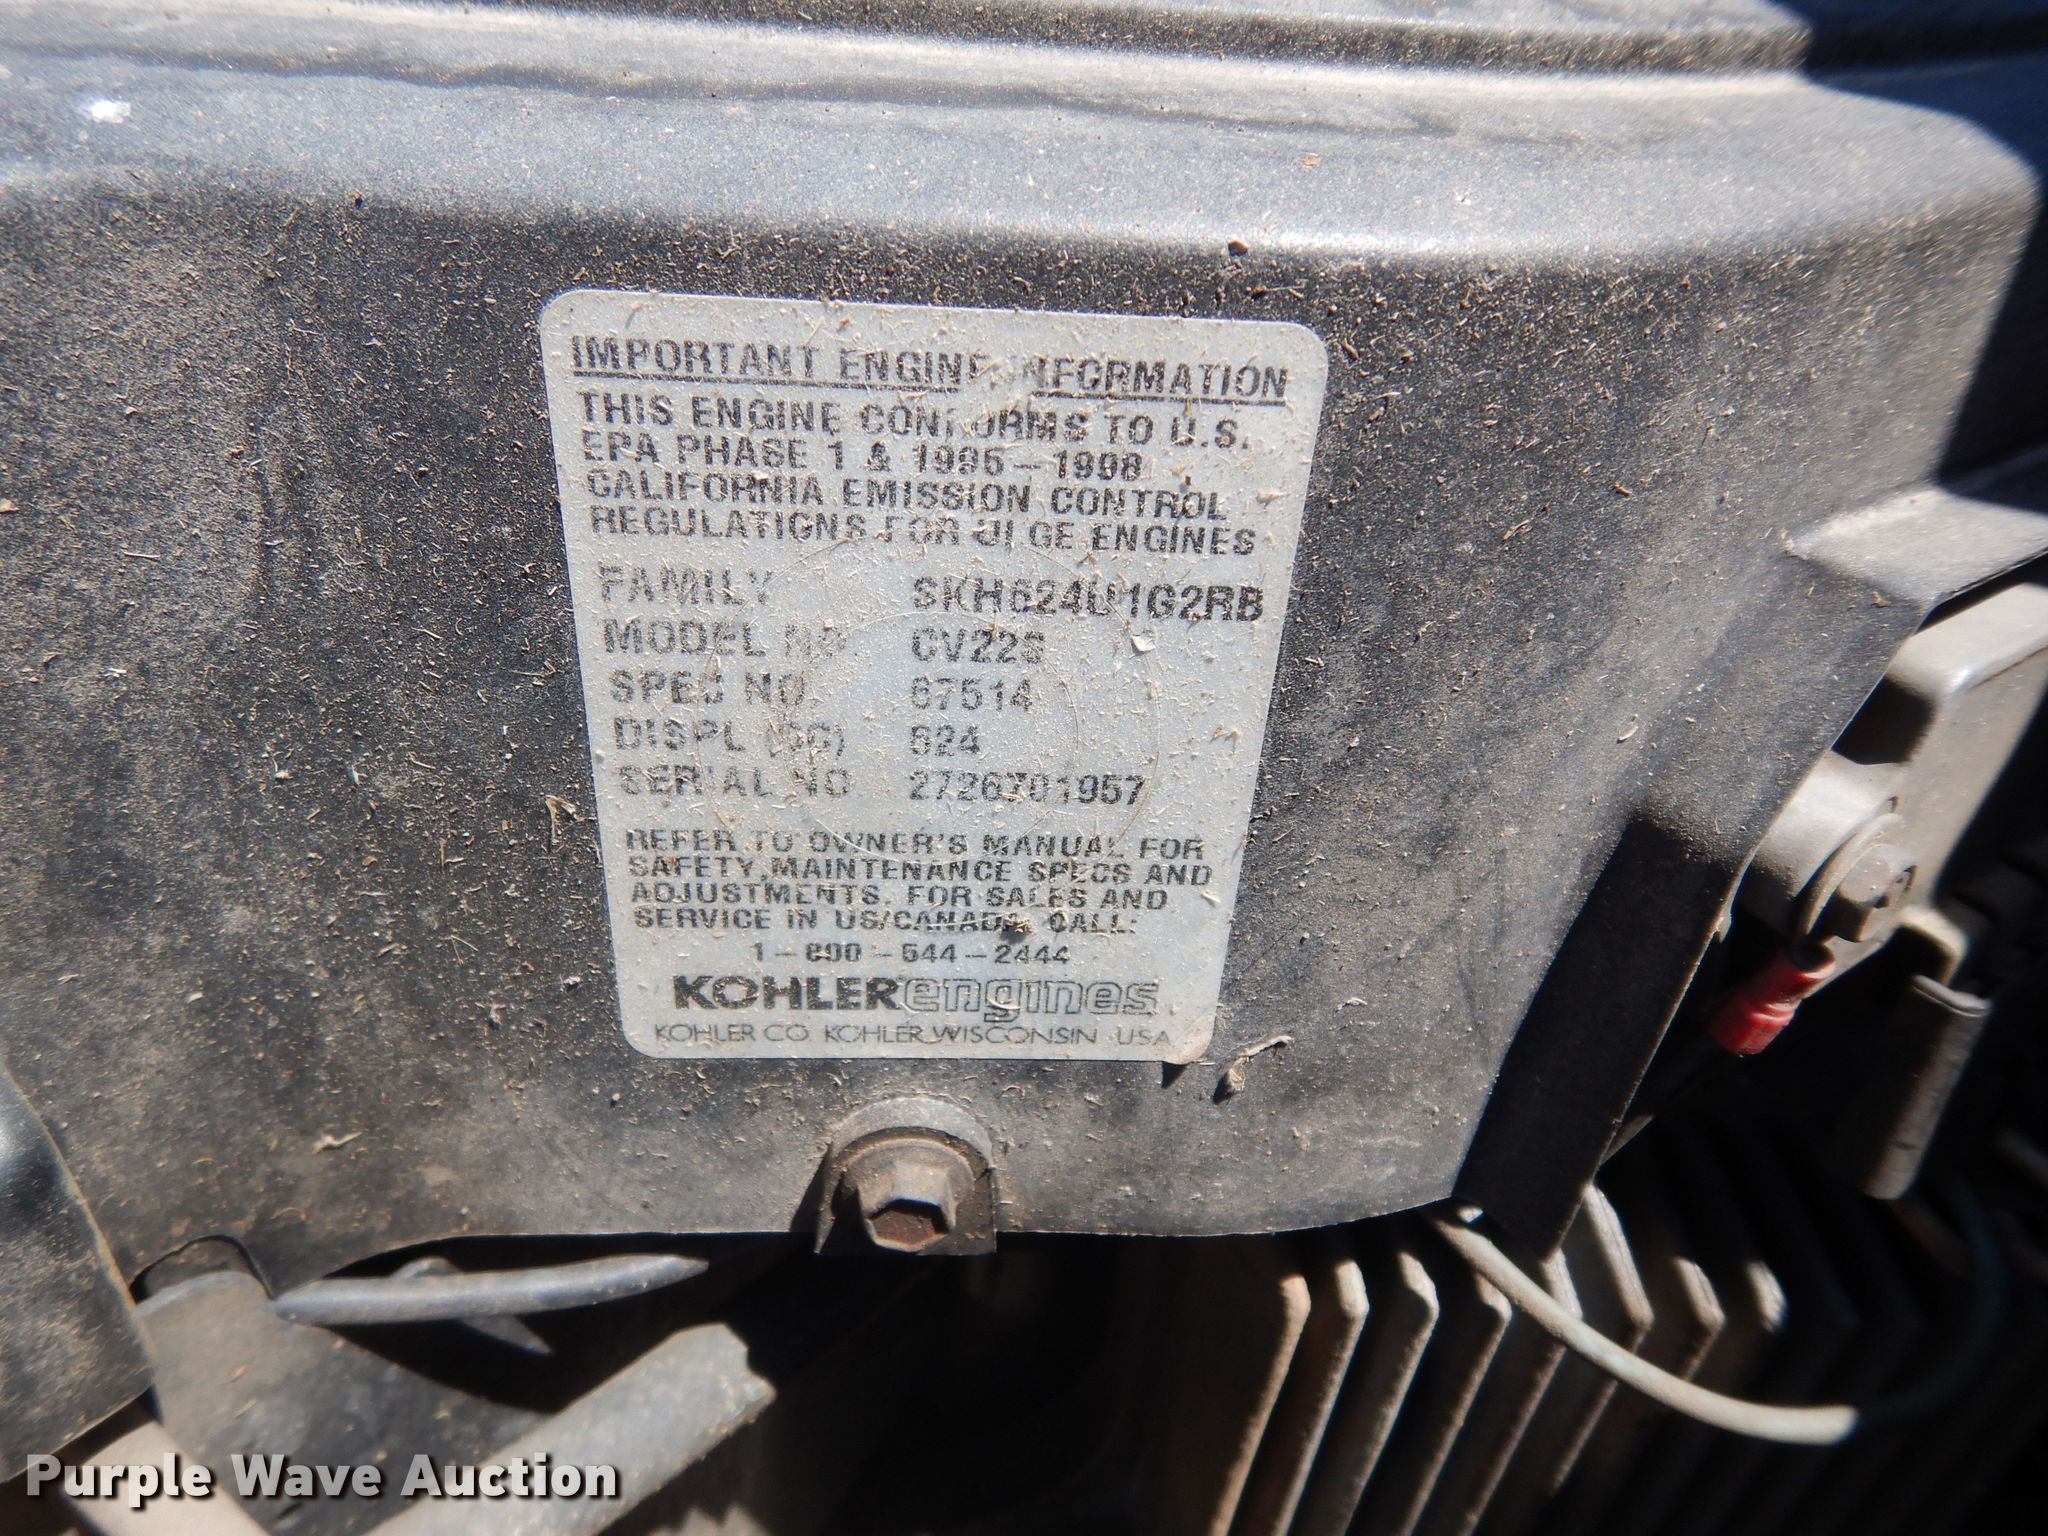 IMPORTANT ENGINE INFORMATION
THIS ENGINE CONFORMS TO U.S.
EPA PHASE 1 & 1995-1998
CALIFORNIA EMISSION CONTROL
REGULATIONS FOR ULGE ENGINES
FAMILY SKH624U1G2RB
MODEL NO. CV22S
SPEC NO. 67514
DISPL (CC) 624
SERIAL NO 2726701957
REFER TO OWNER'S MANUAL FOR
SAFETY, MAINTENANCE SPECS AND
ADJUSTMENTS. FOR SALES AND
SERVICE IN US/CANADA, CALL:
1-800-544-2444
KOHLER engines
KOHLER CO. KOHLER, WISCONSIN USA
Purple Wave Auction